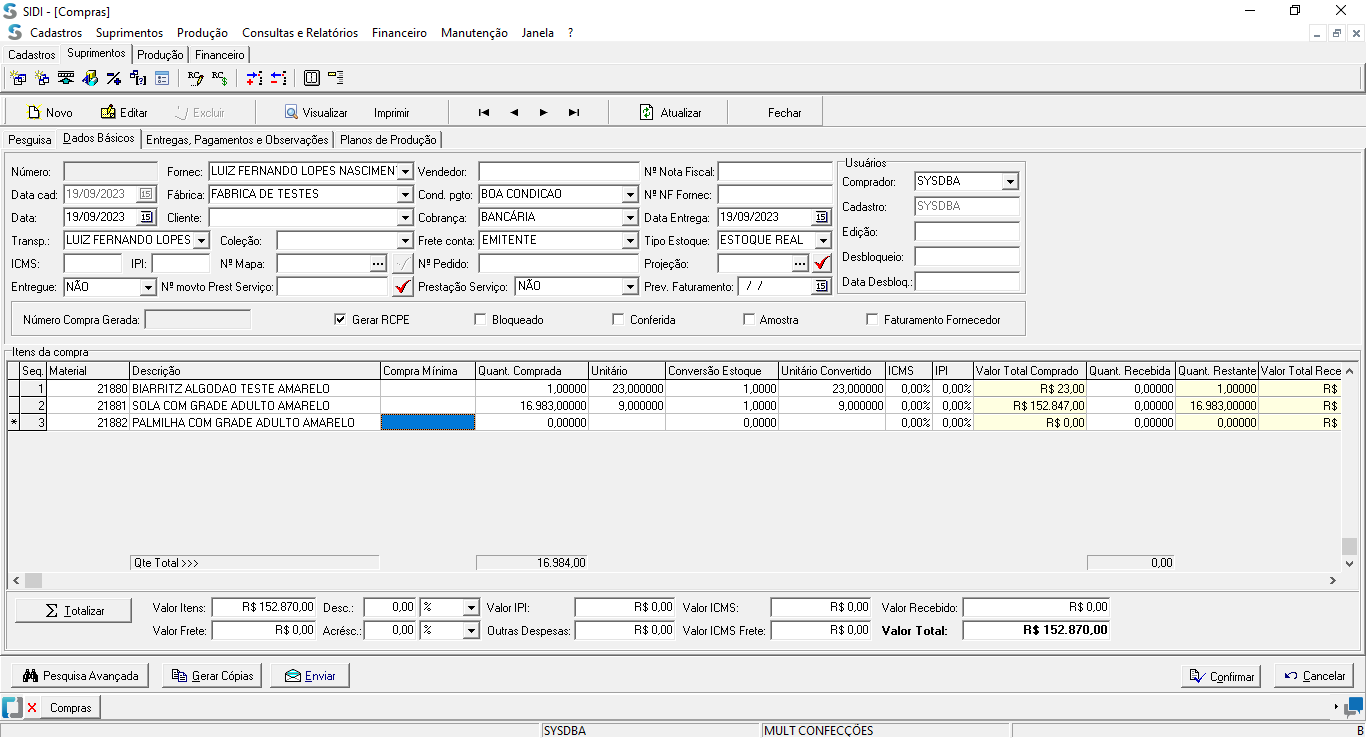 SIDI - [Compras]
Cadastros Suprimentos Produção Consultas e Relatórios Financeiro Manutenção Janela ?
Cadastros Suprimentos Produção Financeiro
Novo Editar Excluir Visualizar Imprimir Atualizar Fechar
Pesquisa Dados Básicos Entregas, Pagamentos e Observações Planos de Produção
Usuários
Número: Fornec: LUIZ FERNANDO LOPES NASCIMEN Vendedor: Nº Nota Fiscal: Comprador: SYSDBA
Data cad: 19/09/2023 15 Fábrica: FABRICA DE TESTES Cond. pgto: BOA CONDICAO Nº NF Fornec: Cadastro: SYSDBA
Data: 19/09/2023 15 Cliente: Cobrança: BANCÁRIA Data Entrega: 19/09/2023 15 Edição:
Transp.: LUIZ FERNANDO LOPES Coleção: Frete conta: EMITENTE Tipo Estoque: ESTOQUE REAL Desbloqueio:
ICMS: IPI: Nº Mapa: ... Nº Pedido: Projeção: ...
Entregue: NÃO Nº movto Prest Serviço: Prestação Serviço: NÃO Prev. Faturamento: / / 15 Data Desbloq.:
Número Compra Gerada: Gerar RCPE Bloqueado Conferida Amostra Faturamento Fornecedor
Itens da compra
Seq. Material Descrição Compra Mínima Quant. Comprada Unitário Conversão Estoque Unitário Convertido ICMS IPI Valor Total Comprado Quant. Recebida Quant. Restante Valor Total Rece
1 21880 BIARRITZ ALGODAO TESTE AMARELO 1,00000 23,000000 1,0000 23,000000 0,00% 0,00% R$ 23,00 0,00000 1,00000 R$
2 21881 SOLA COM GRADE ADULTO AMARELO 16.983,00000 9,000000 1,0000 9,000000 0,00% 0,00% R$ 152.847,00 0,00000 16.983,00000 R$
* 3 21882 PALMILHA COM GRADE ADULTO AMARELO 0,00000 0,0000 0,00% 0,00% R$ 0,00 0,00000 0,00000 R$
Qte Total >>> 16.984,00 0,00
Σ Totalizar Valor Itens: R$ 152.870,00 Desc.: 0,00 % Valor IPI: R$ 0,00 Valor ICMS: R$ 0,00 Valor Recebido: R$ 0,00
Valor Frete: R$ 0,00 Acrésc.: 0,00 % Outras Despesas: R$ 0,00 Valor ICMS Frete: R$ 0,00 Valor Total: R$ 152.870,00
Pesquisa Avançada Gerar Cópias Enviar Confirmar Cancelar
Compras
SYSDBA MULT CONFECÇÕES B